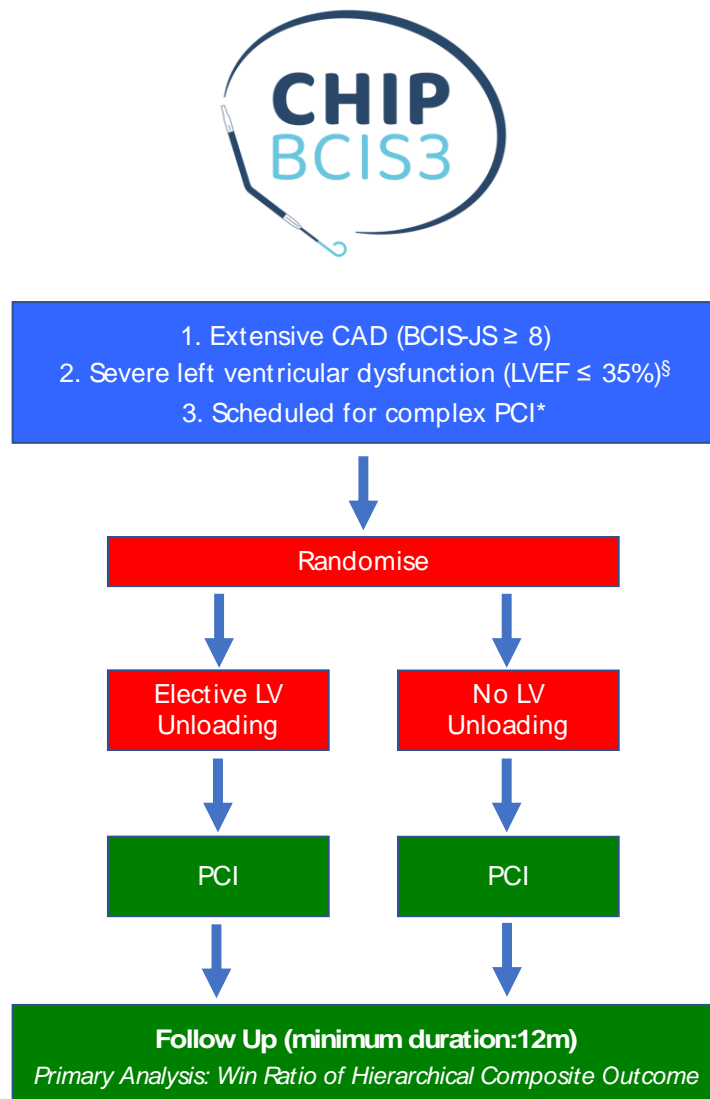 CHIP
BCIS3
1. Extensive CAD (BCIS-JS ≥ 8)
2. Severe left ventricular dysfunction (LVEF ≤ 35%)§
3. Scheduled for complex PCI*
Randomise
Elective LV
Unloading
No LV
Unloading
PCI
PCI
Follow Up (minimum duration:12m)
Primary Analysis: Win Ratio of Hierarchical Composite Outcome